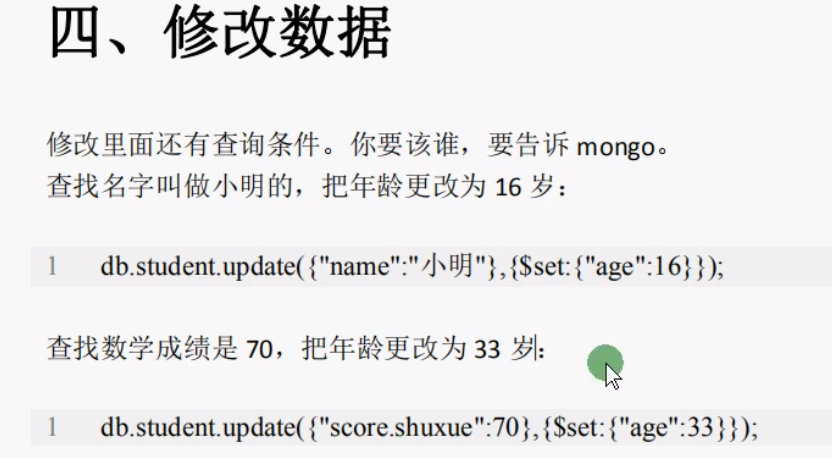 四、修改数据
修改里面还有查询条件。你要该谁，要告诉 mongo。
查找名字叫做小明的，把年龄更改为 16 岁：
1 db.student.update({"name":"小明"},{$set:{"age":16}});
查找数学成绩是 70，把年龄更改为 33 岁：
1 db.student.update({"score.shuxue":70},{$set:{"age":33}});